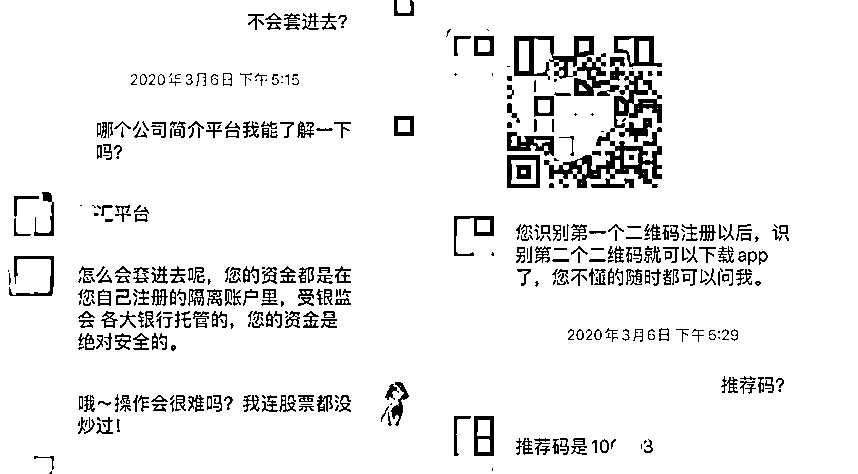 不会套进去?
2020年3月6日 下午5:15
哪个公司简介平台我能了解一下
吗?
汇平台
怎么会套进去呢，您的资金都是在
您自己注册的隔离账户里，受银监
会 各大银行托管的，您的资金是
绝对安全的。
哦～操作会很难吗？我连股票都没
炒过！
您识别第一个二维码注册以后，识
别第二个二维码就可以下载app
了，您不懂的随时都可以问我。
2020年3月6日 下午5:29
推荐码？
推荐码是10 3